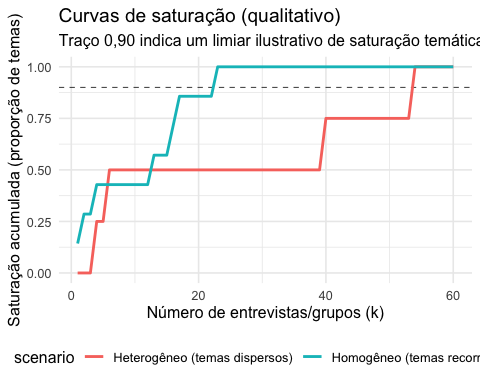 Curvas de saturação (qualitativo)
Traço 0,90 indica um limiar ilustrativo de saturação temática
Saturação acumulada (proporção de temas)
1.00
0.75
0.50
0.25
0.00
0
20
40
60
Número de entrevistas/grupos (k)
scenario
Heterogêneo (temas dispersos)
Homogêneo (temas recorr